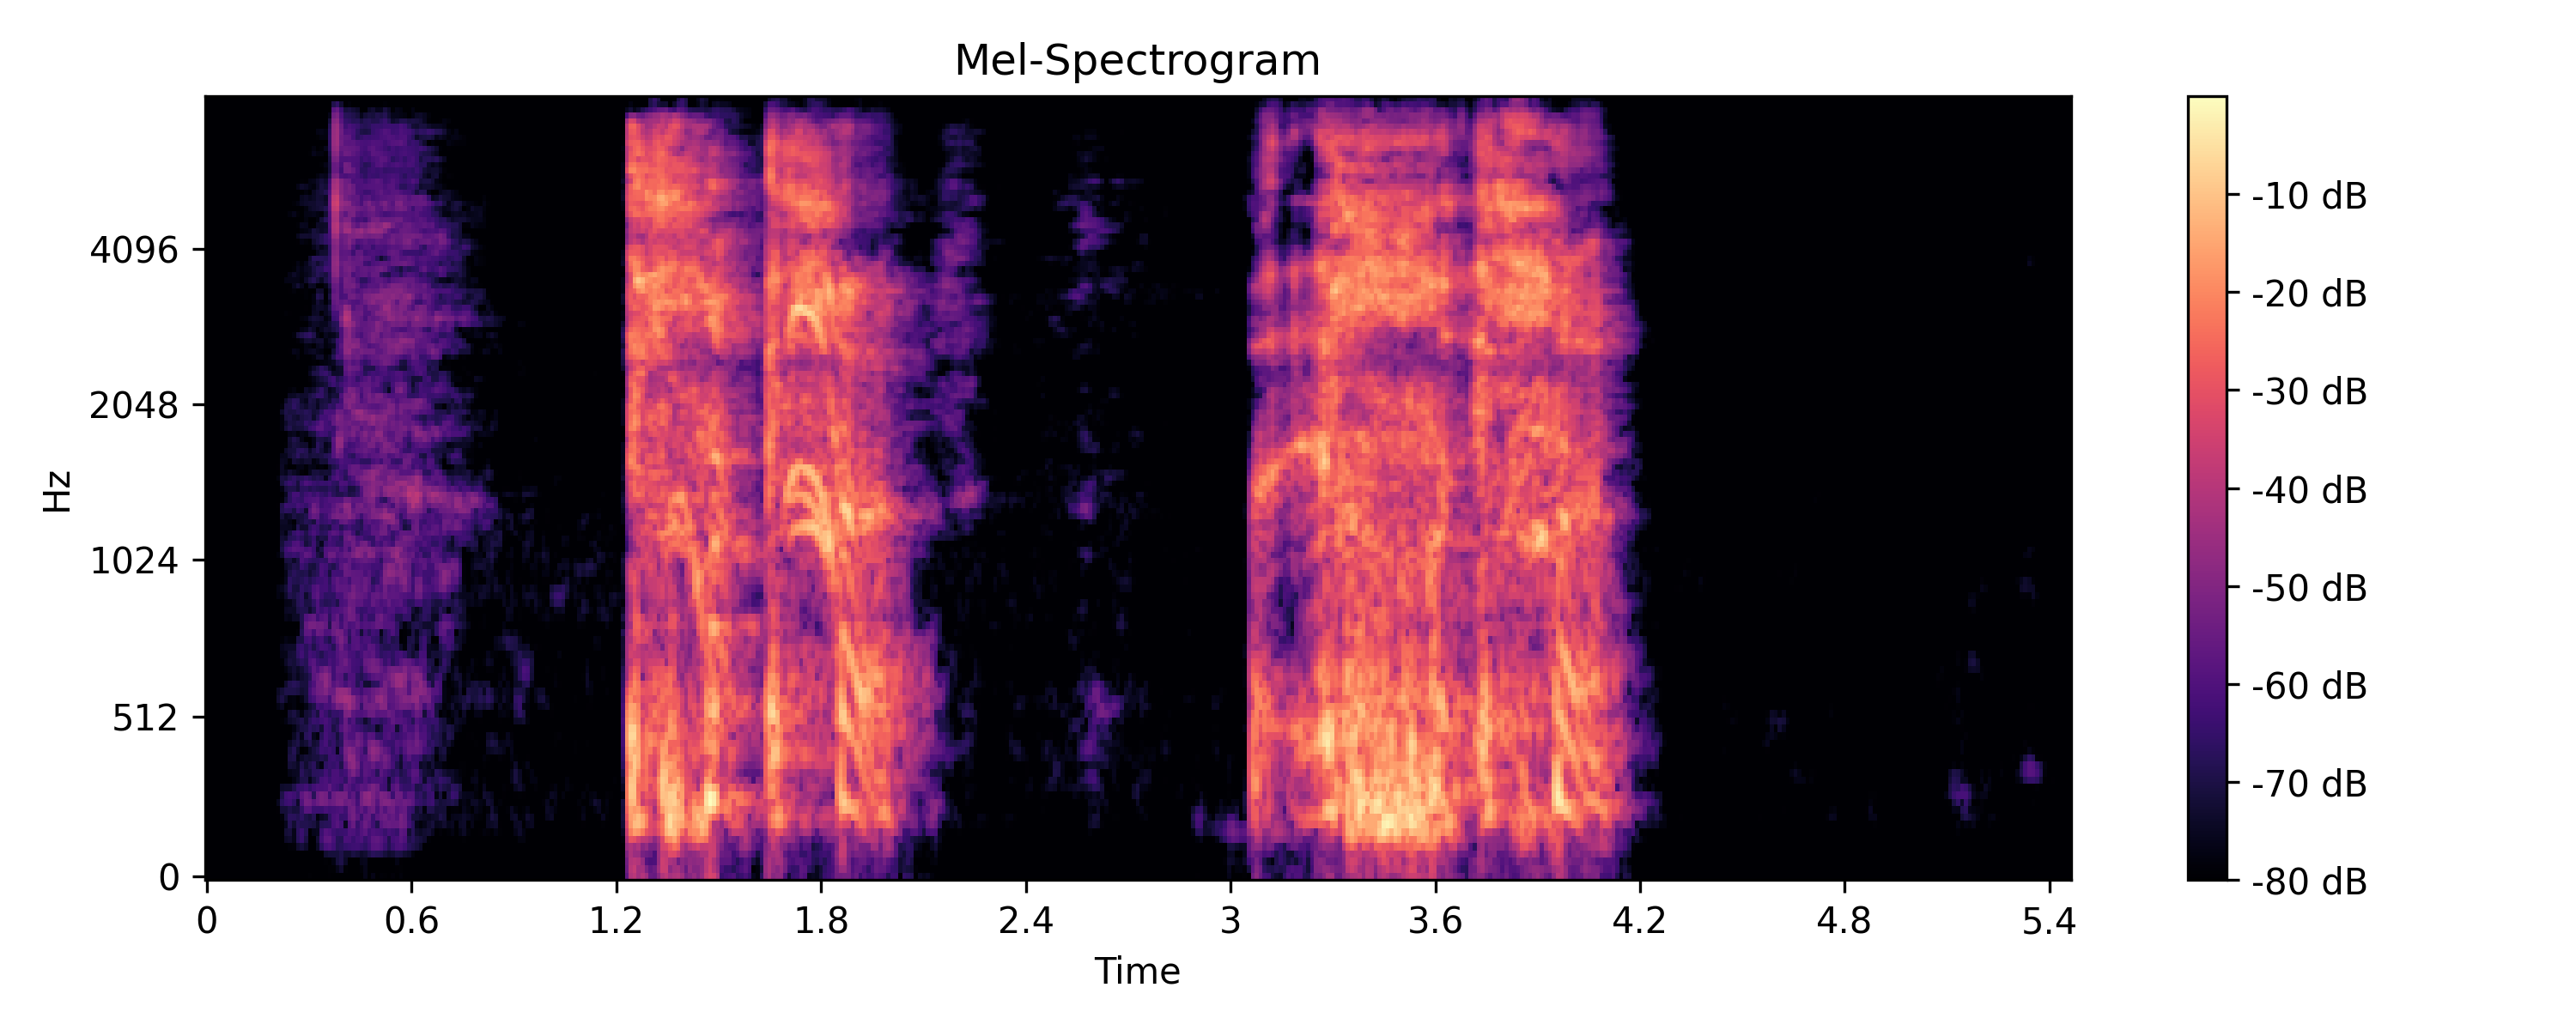 Mel-Spectrogram
Hz
4096
2048
1024
512
0
0 0.6 1.2 1.8 2.4 3 3.6 4.2 4.8 5.4
Time
-10 dB
-20 dB
-30 dB
-40 dB
-50 dB
-60 dB
-70 dB
-80 dB